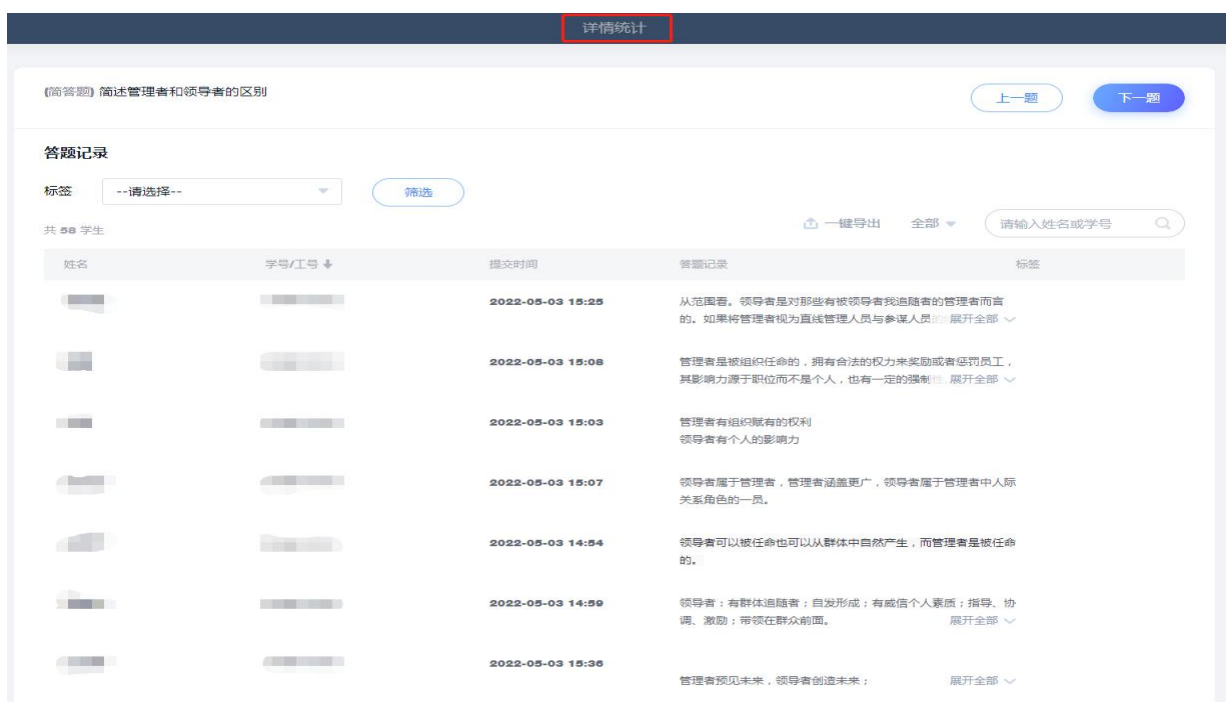 详情统计
(简答题) 简述管理者和领导者的区别
上一题
下一题
答题记录
标签 --请选择-- 筛选
共 58 学生
一键导出 全部 请输入姓名或学号
姓名 学号/工号 提交时间 答题记录 标签
2022-05-03 15:25 从范围看。领导者是对那些有被领导者我追随者的管理者而言
的。如果将管理者视为直线管理人员与参谋人员 展开全部
2022-05-03 15:08 管理者是被组织任命的，拥有合法的权力来奖励或者惩罚员工，
其影响力源于职位而不是个人，也有一定的强制 展开全部
2022-05-03 15:03 管理者有组织赋有的权利
领导者有个人的影响力
2022-05-03 15:07 领导者属于管理者，管理者涵盖更广，领导者属于管理者中人际
关系角色的一员。
2022-05-03 14:54 领导者可以被任命也可以从群体中自然产生，而管理者是被任命
的。
2022-05-03 14:59 领导者：有群体追随者；自发形成；有威信个人素质；指导、协
调、激励；带领在群众前面。 展开全部
2022-05-03 15:36
管理者预见未来，领导者创造未来； 展开全部